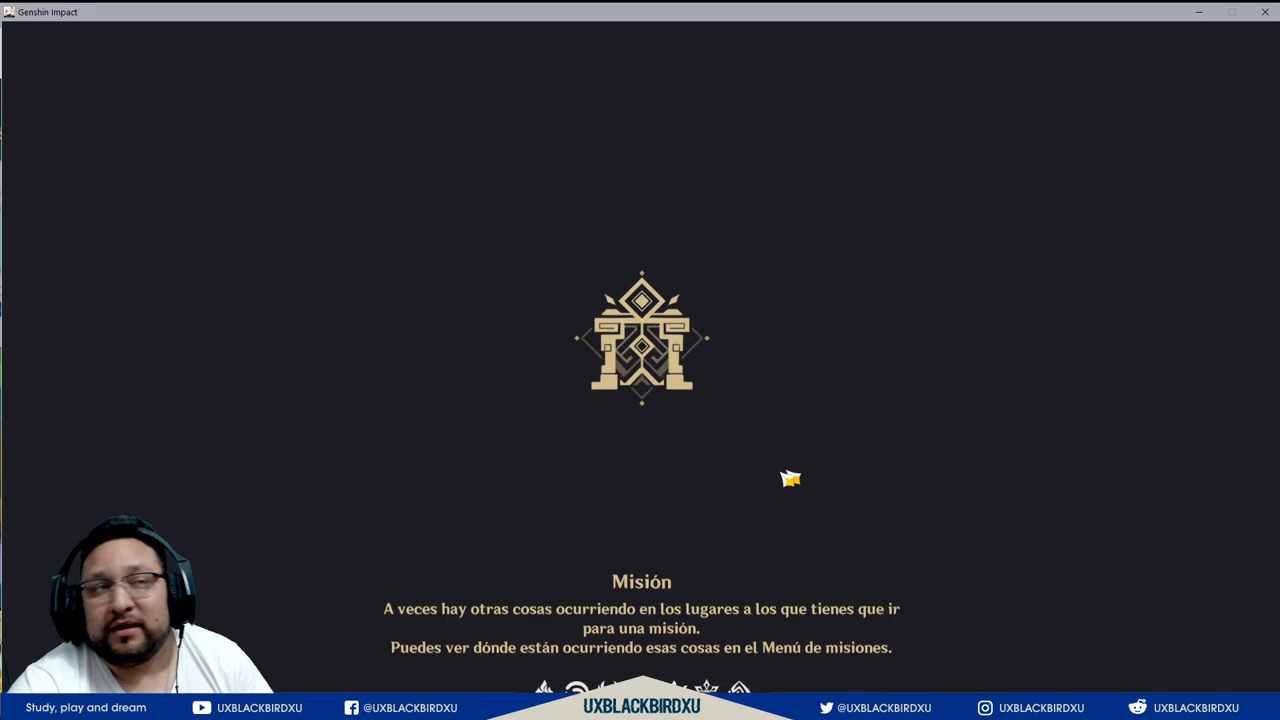 Genshin Impact
Misión
A veces hay otras cosas ocurriendo en los lugares a los que tienes que ir
para una misión.
Puedes ver dónde están ocurriendo esas cosas en el Menú de misiones.
Study, play and dream
UXBLACKBIRDXU
@UXBLACKBIRDXU
UXBLACKBIRDXU
@UXBLACKBIRDXU
UXBLACKBIRDXU
UXBLACKBIRDXU